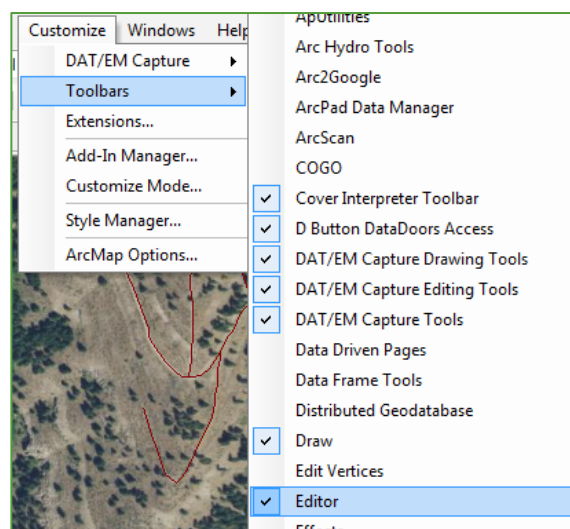 Customize Windows Help
DAT/EM Capture
Toolbars
Extensions...
Add-In Manager...
Customize Mode...
Style Manager...
ArcMap Options...
ApUtilities
Arc Hydro Tools
Arc2Google
ArcPad Data Manager
ArcScan
COGO
Cover Interpreter Toolbar
D Button DataDoors Access
DAT/EM Capture Drawing Tools
DAT/EM Capture Editing Tools
DAT/EM Capture Tools
Data Driven Pages
Data Frame Tools
Distributed Geodatabase
Draw
Edit Vertices
Editor
Effects